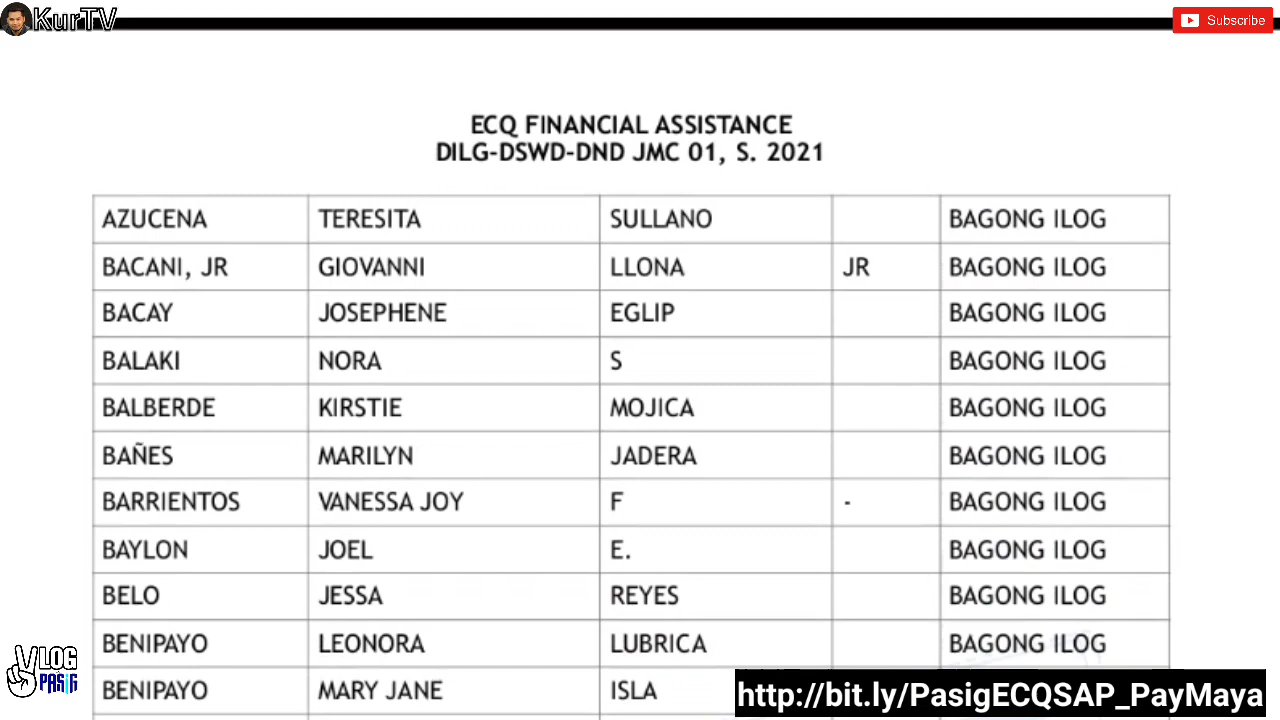 KurTV
Subscribe
ECQ FINANCIAL ASSISTANCE
DILG-DSWD-DND JMC 01, S. 2021
AZUCENA TERESITA SULLANO BAGONG ILOG
BACANI, JR GIOVANNI LLONA JR BAGONG ILOG
BACAY JOSEPHENE EGLIP BAGONG ILOG
BALAKI NORA S BAGONG ILOG
BALBERDE KIRSTIE MOJICA BAGONG ILOG
BAÑES MARILYN JADERA BAGONG ILOG
BARRIENTOS VANESSA JOY F - BAGONG ILOG
BAYLON JOEL E. BAGONG ILOG
BELO JESSA REYES BAGONG ILOG
BENIPAYO LEONORA LUBRICA BAGONG ILOG
BENIPAYO MARY JANE ISLA
VLOG
PASIG
http://bit.ly/PasigECQSAP_PayMaya